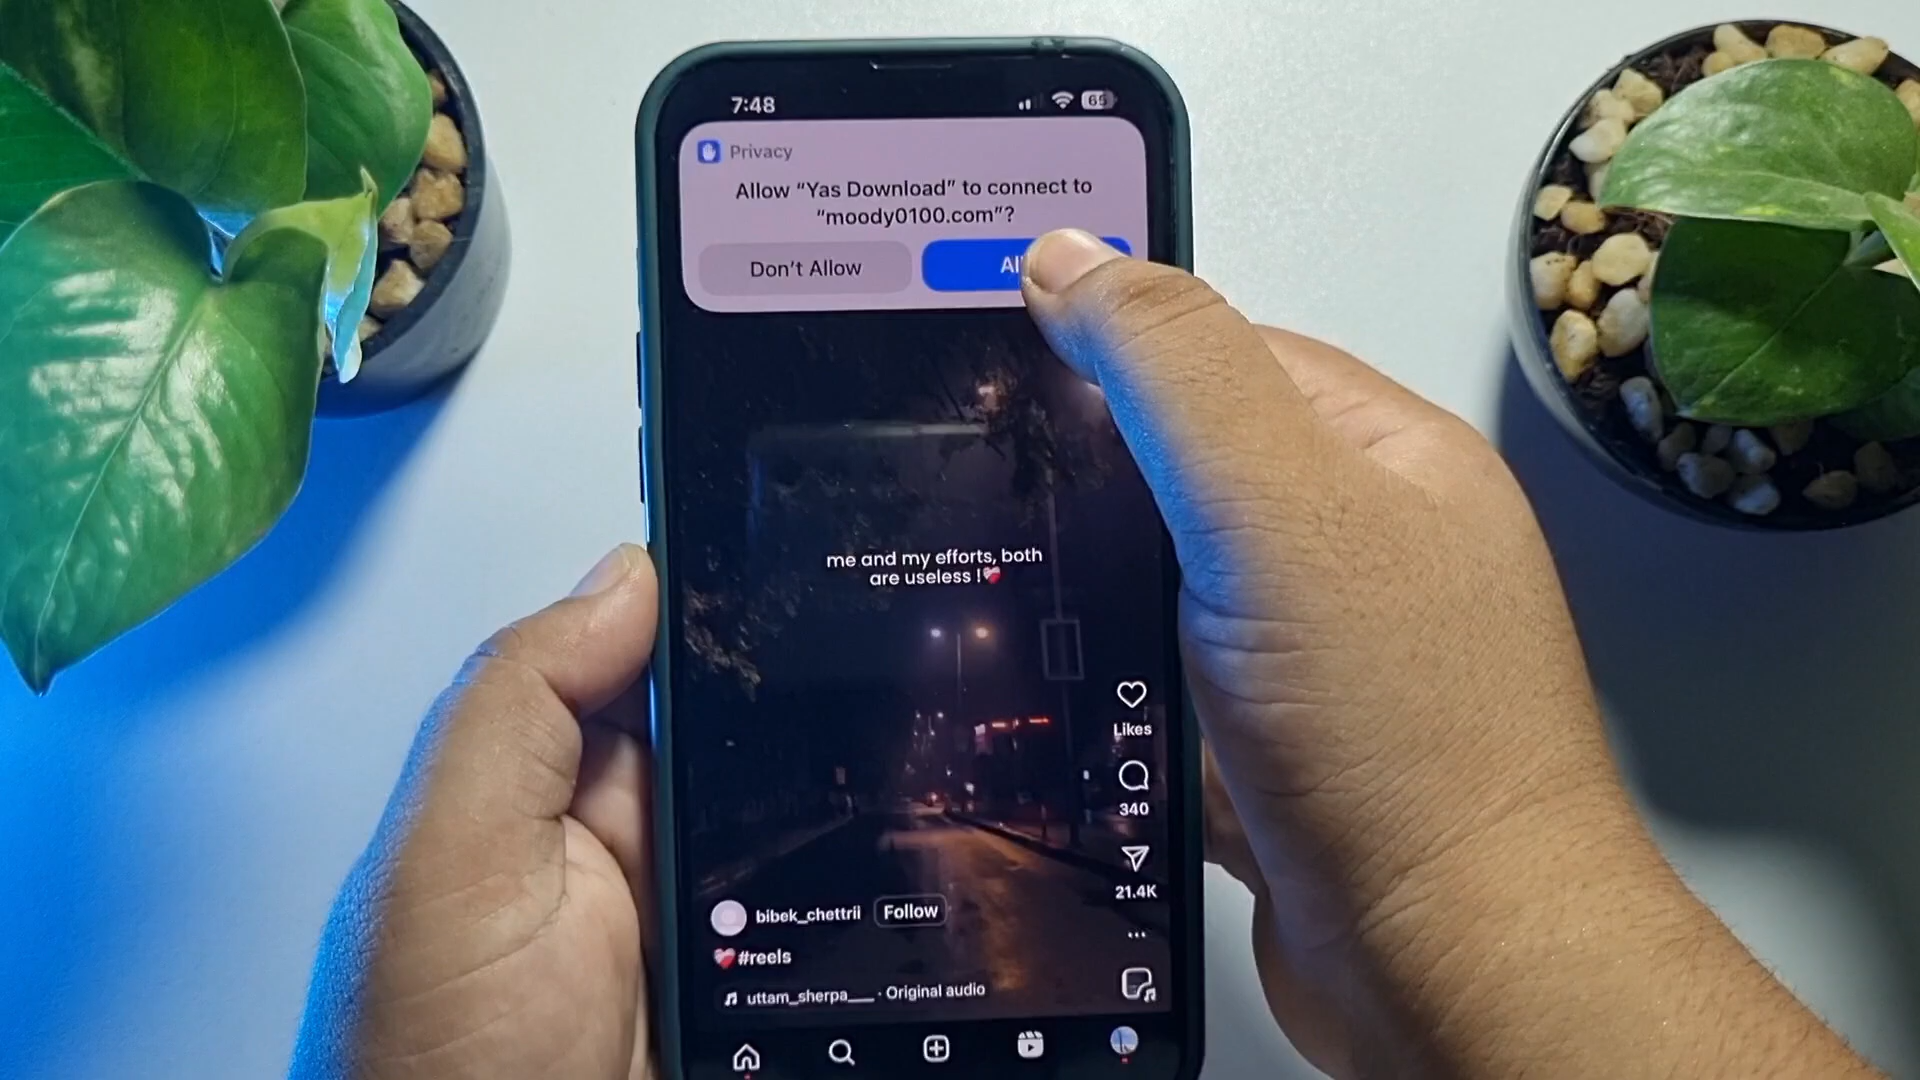 7:48
69
Privacy
Allow “Yas Download” to connect to
“moody0100.com”?
Don’t Allow
me and my efforts, both
are useless !💔
Likes
340
21.4K
bibek_chettrii
Follow
#reels
uttam_sherpa___ · Original audio